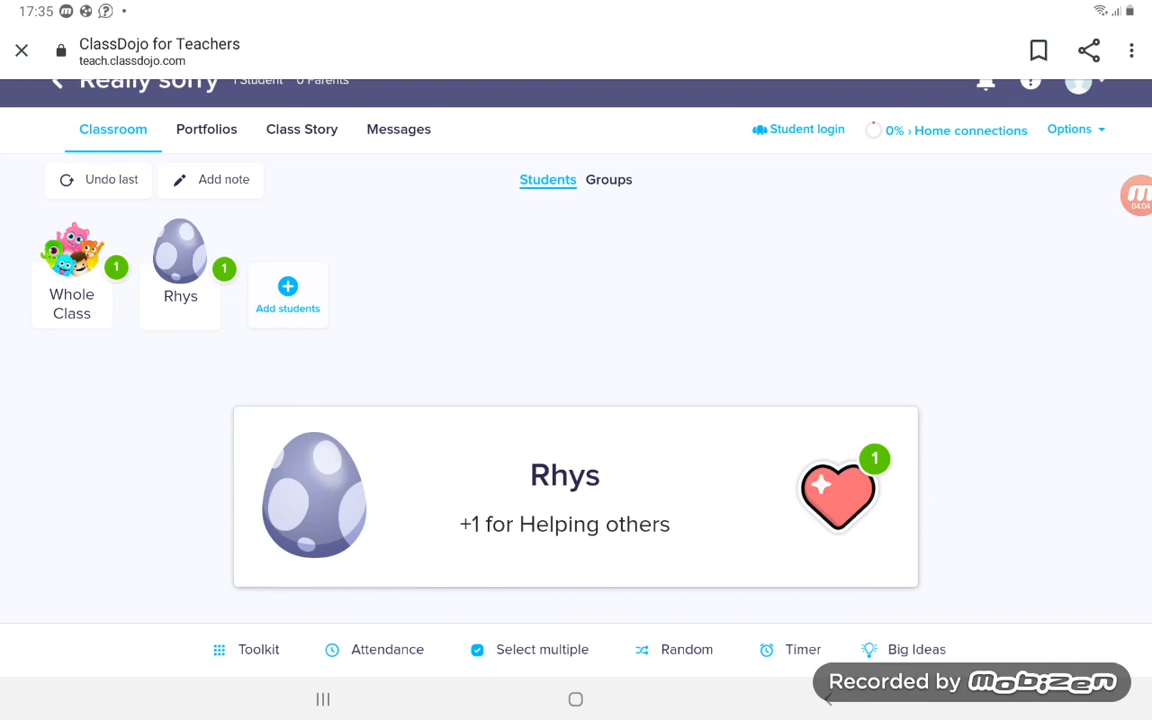 17:35
ClassDojo for Teachers
teach.classdojo.com
Really sorry 1 Student 0 Parents
Classroom Portfolios Class Story Messages Student login 0% › Home connections Options
04:04
Undo last Add note Students Groups
1 1
Whole Class
Rhys
Add students
1
Rhys
+1 for Helping others
Toolkit Attendance Select multiple Random Timer Big Ideas
Recorded by mobizen